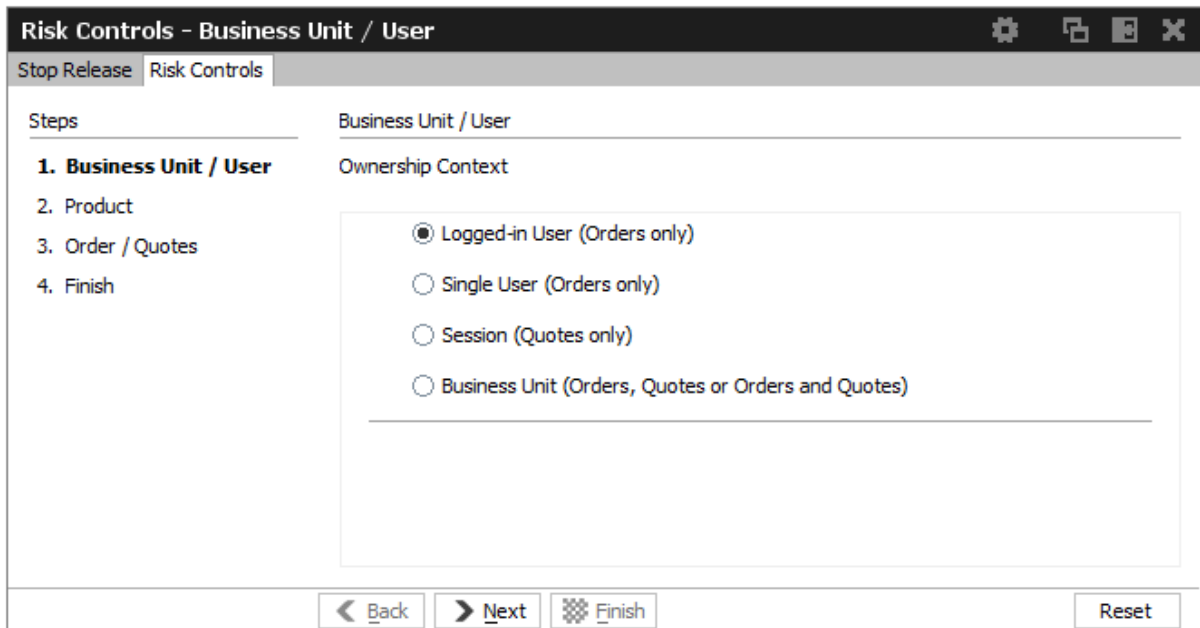 Risk Controls - Business Unit / User
Stop Release Risk Controls
Steps
1. Business Unit / User
2. Product
3. Order / Quotes
4. Finish
Business Unit / User
Ownership Context
Logged-in User (Orders only)
Single User (Orders only)
Session (Quotes only)
Business Unit (Orders, Quotes or Orders and Quotes)
Back Next Finish Reset